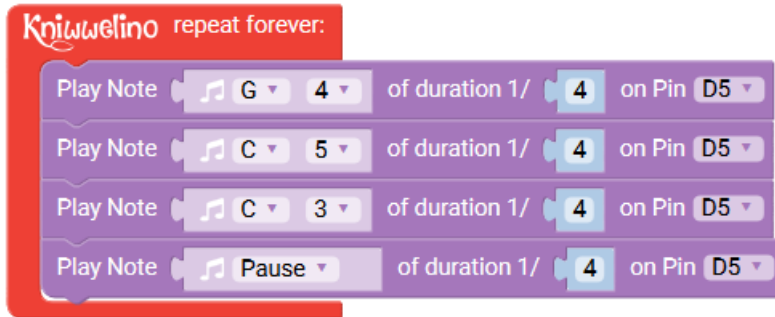 Kniwwelino repeat forever:
Play Note G 4 of duration 1/ 4 on Pin D5
Play Note C 5 of duration 1/ 4 on Pin D5
Play Note C 3 of duration 1/ 4 on Pin D5
Play Note Pause of duration 1/ 4 on Pin D5